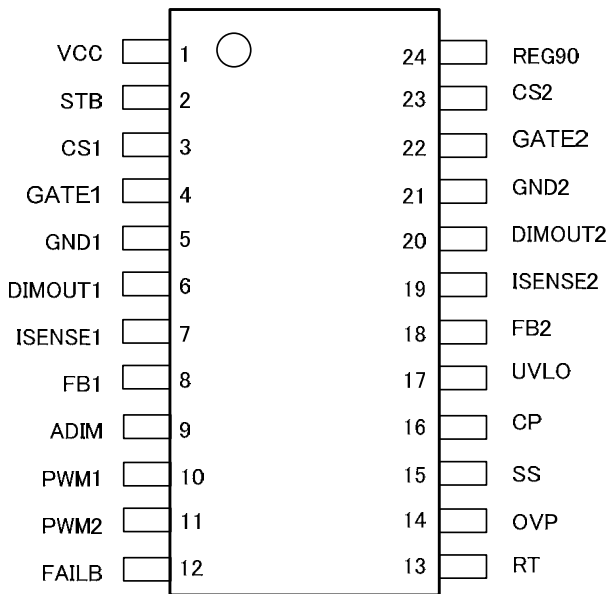 VCC 1 24 REG90
STB 2 23 CS2
CS1 3 22 GATE2
GATE1 4 21 GND2
GND1 5 20 DIMOUT2
DIMOUT1 6 19 ISENSE2
ISENSE1 7 18 FB2
FB1 8 17 UVLO
ADIM 9 16 CP
PWM1 10 15 SS
PWM2 11 14 OVP
FAILB 12 13 RT